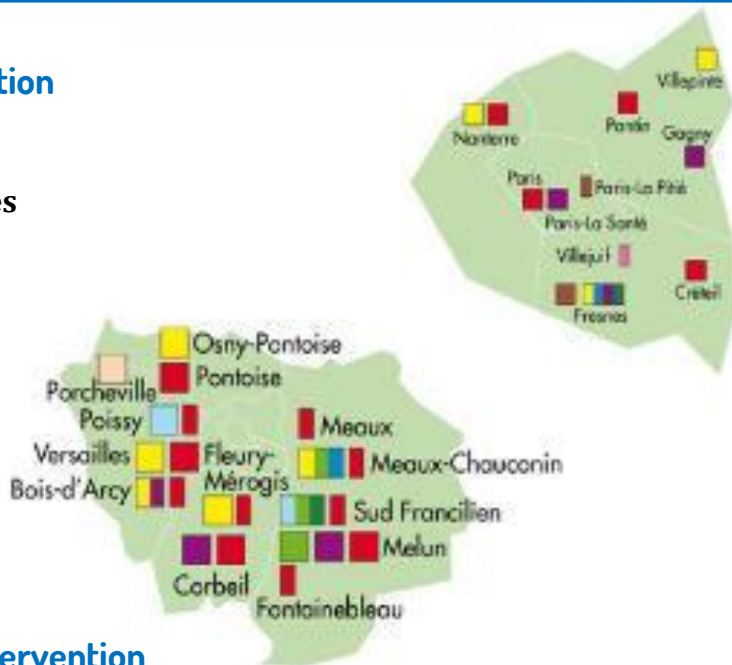 tion
es
Villepinte
Nanterre
Pantin
Gagny
Paris
Paris-La Pitié
Paris-La Santé
Villejuif
Créteil
Fresnes
Osny-Pontoise
Porcheville
Pontoise
Poissy
Meaux
Versailles
Fleury-
Mérogis
Meaux-Chauconin
Bois-d'Arcy
Sud Francilien
Melun
Corbeil
Fontainebleau
ervention